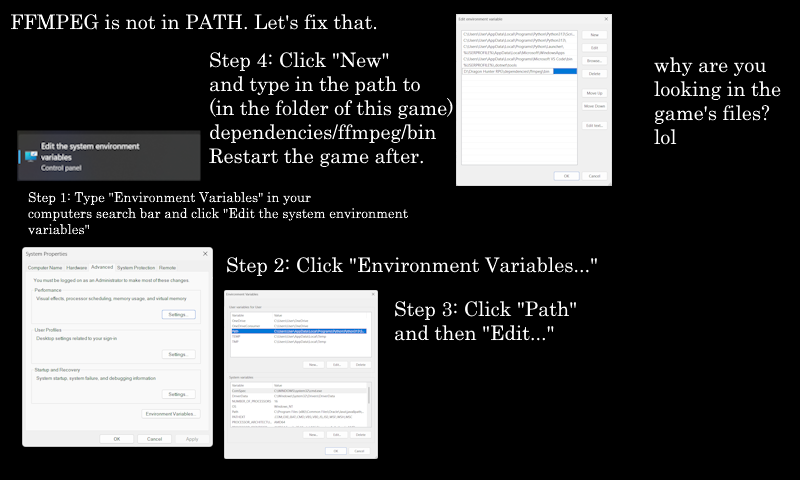 FFMPEG is not in PATH. Let's fix that.
Step 4: Click "New"
and type in the path to
(in the folder of this game)
dependencies/ffmpeg/bin
Restart the game after.
why are you
looking in the
game's files?
lol
Edit environment variable
New
Edit
Browse...
Delete
Move Up
Move Down
Edit text...
OK
Cancel
Edit the system environment
variables
Control panel
Step 1: Type "Environment Variables" in your
computers search bar and click "Edit the system environment
variables"
System Properties
Computer Name Hardware Advanced System Protection Remote
You must be logged on as an Administrator to make most of these changes.
Performance
Visual effects, processor scheduling, memory usage, and virtual memory
Settings...
User Profiles
Desktop settings related to your sign-in
Settings...
Startup and Recovery
System startup, system failure, and debugging information
Settings...
Environment Variables...
OK Cancel Apply
Step 2: Click "Environment Variables..."
Environment Variables
Variable Value
New... Edit... Delete
System variables
Variable Value
New... Edit... Delete
OK Cancel
Step 3: Click "Path"
and then "Edit..."